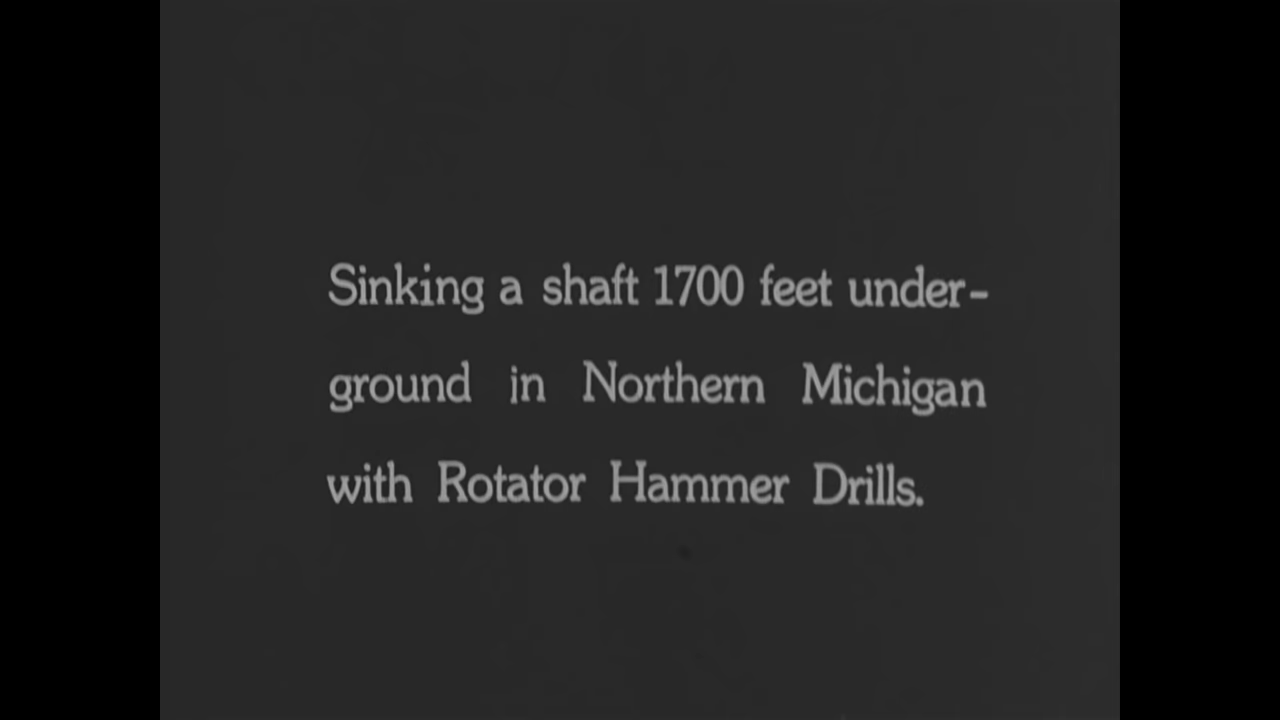 Sinking a shaft 1700 feet under-
ground in Northern Michigan
with Rotator Hammer Drills.